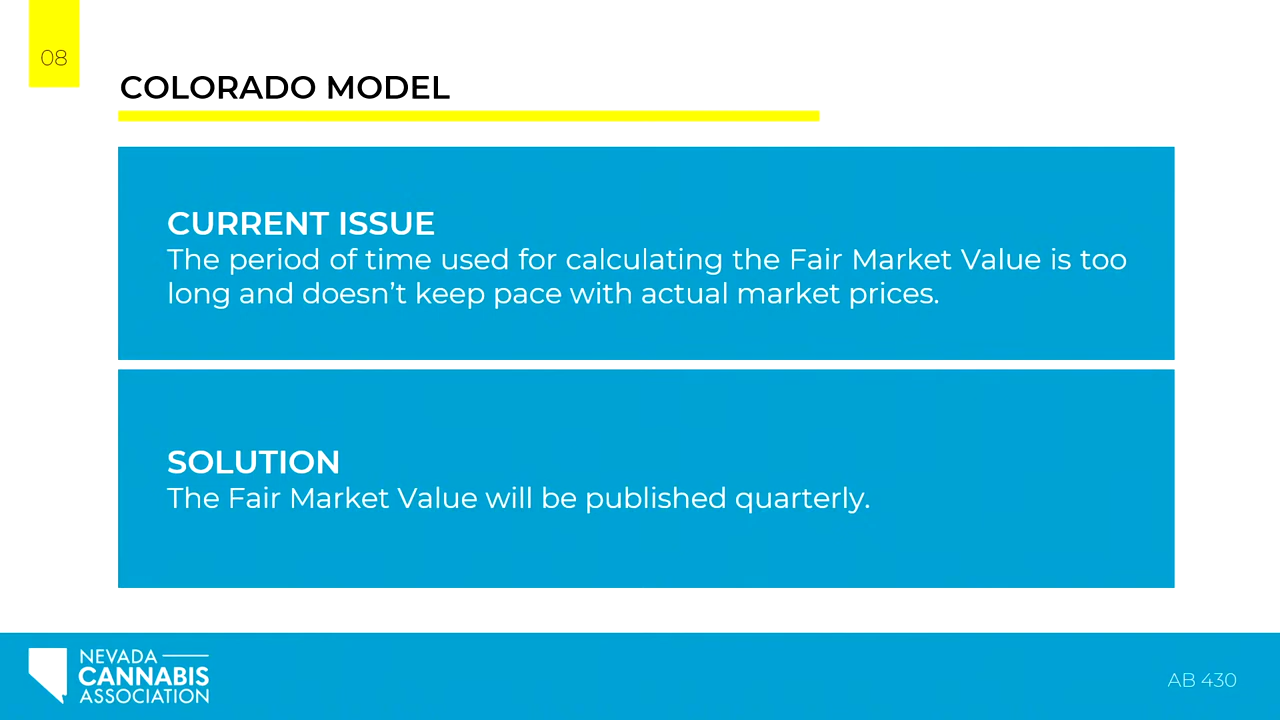 08
COLORADO MODEL
CURRENT ISSUE
The period of time used for calculating the Fair Market Value is too
long and doesn’t keep pace with actual market prices.
SOLUTION
The Fair Market Value will be published quarterly.
NEVADA
CANNABIS
ASSOCIATION
AB 430